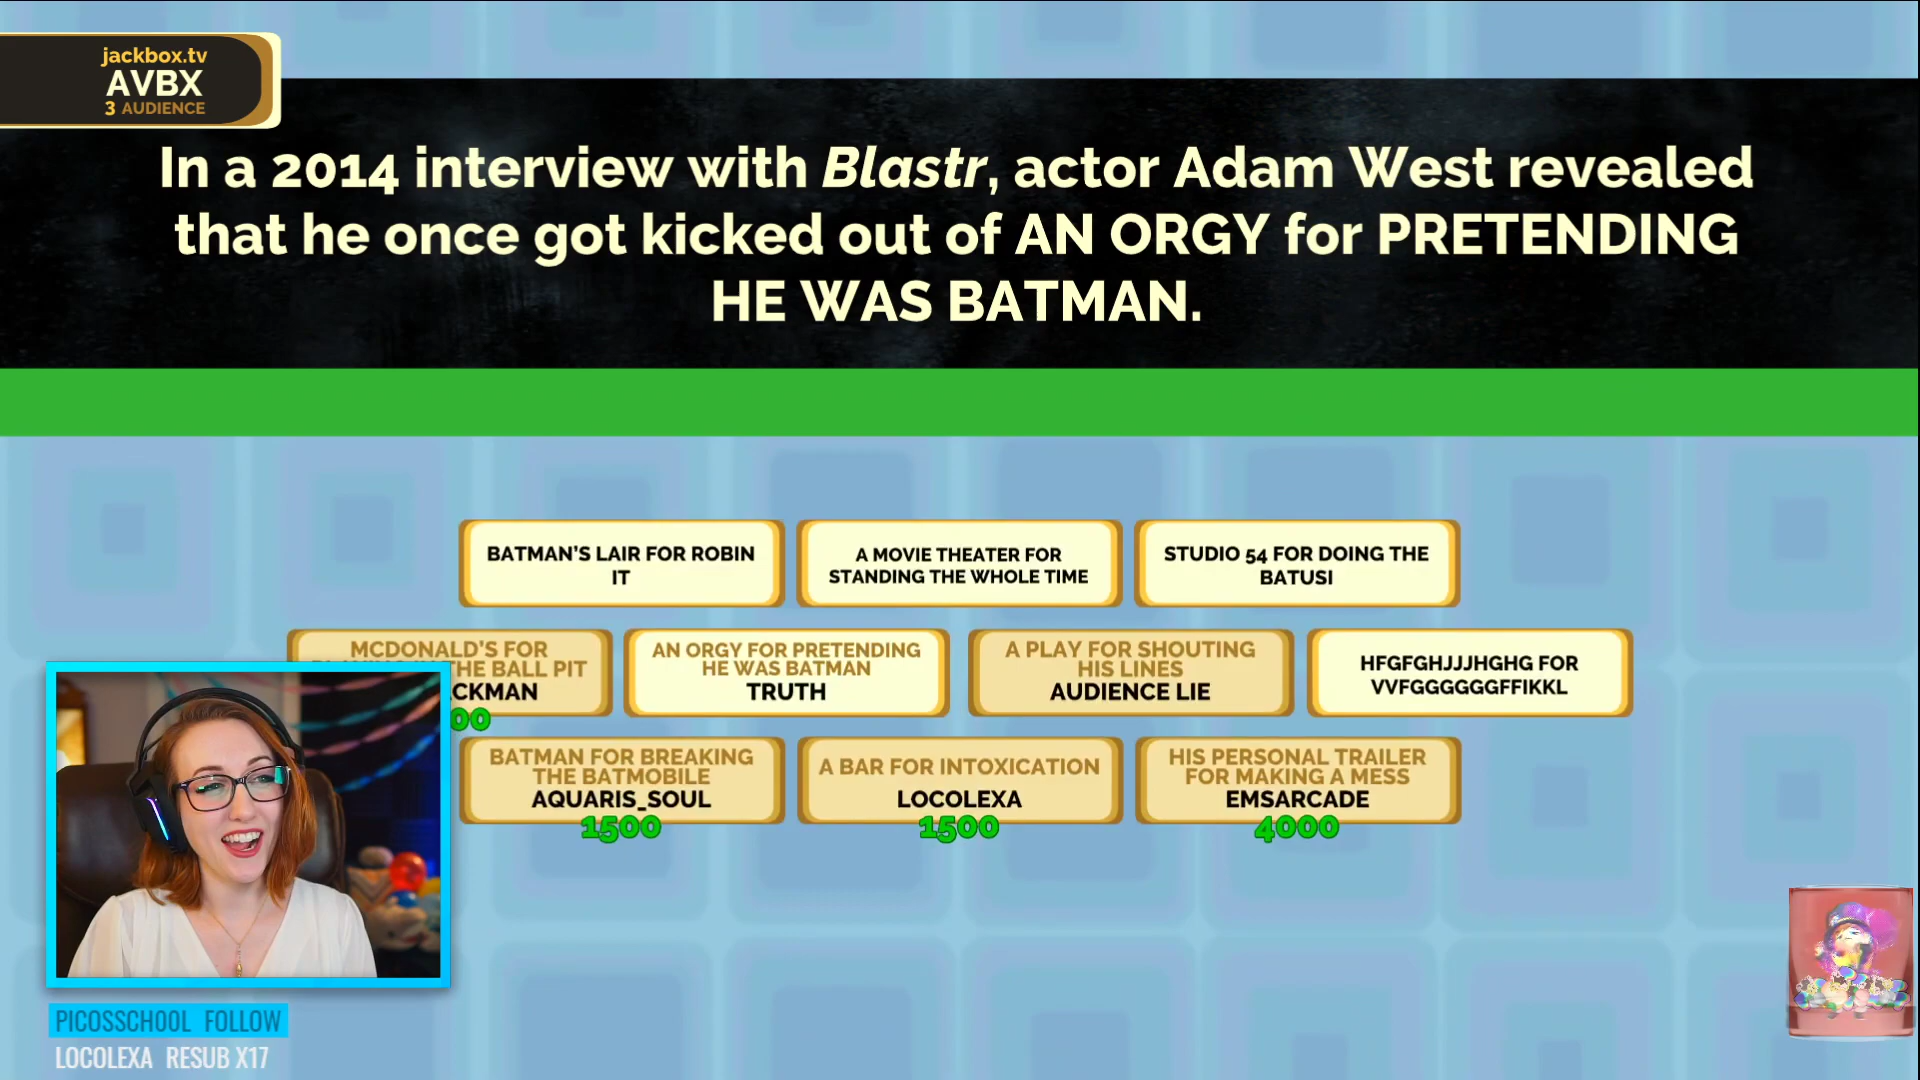 jackbox.tv
AVBX
3 AUDIENCE
In a 2014 interview with Blastr, actor Adam West revealed
that he once got kicked out of AN ORGY for PRETENDING
HE WAS BATMAN.
BATMAN'S LAIR FOR ROBIN
IT
A MOVIE THEATER FOR
STANDING THE WHOLE TIME
STUDIO 54 FOR DOING THE
BATUSI
MCDONALD'S FOR
THE BALL PIT
CKMAN
00
AN ORGY FOR PRETENDING
HE WAS BATMAN
TRUTH
A PLAY FOR SHOUTING
HIS LINES
AUDIENCE LIE
HFGFGHJJJHGHG FOR
VVFGGGGGGFFIKKL
BATMAN FOR BREAKING
THE BATMOBILE
AQUARIS_SOUL
1500
A BAR FOR INTOXICATION
LOCOLEXA
1500
HIS PERSONAL TRAILER
FOR MAKING A MESS
EMSARCADE
4000
PICOSSCHOOL FOLLOW
LOCOLEXA RESUB X17